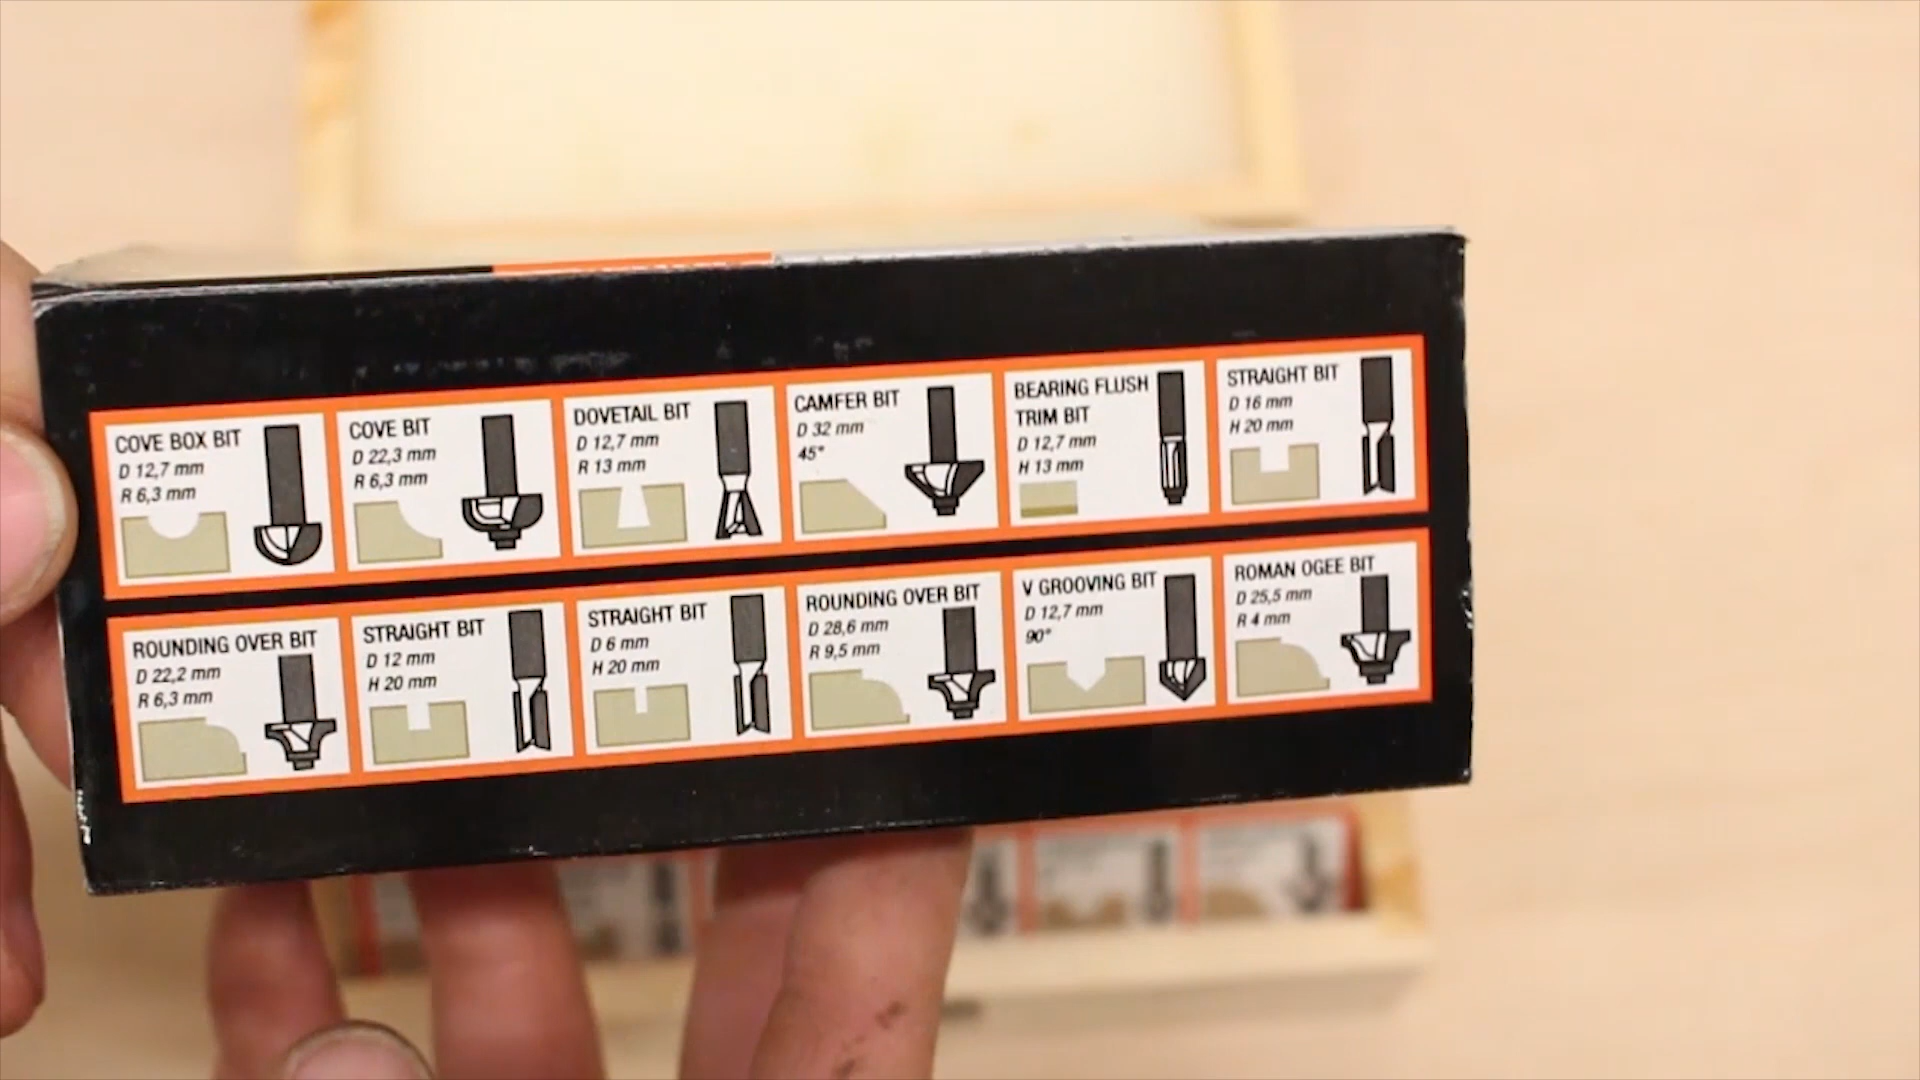 COVE BOX BIT
D 12,7 mm
R 6,3 mm
COVE BIT
D 22,3 mm
R 6,3 mm
DOVETAIL BIT
D 12,7 mm
R 13 mm
CAMFER BIT
D 32 mm
45°
BEARING FLUSH
TRIM BIT
D 12,7 mm
H 13 mm
STRAIGHT BIT
D 16 mm
H 20 mm
ROUNDING OVER BIT
D 22,2 mm
R 6,3 mm
STRAIGHT BIT
D 12 mm
H 20 mm
STRAIGHT BIT
D 6 mm
H 20 mm
ROUNDING OVER BIT
D 28,6 mm
R 9,5 mm
V GROOVING BIT
D 12,7 mm
90°
ROMAN OGEE BIT
D 25,5 mm
R 4 mm